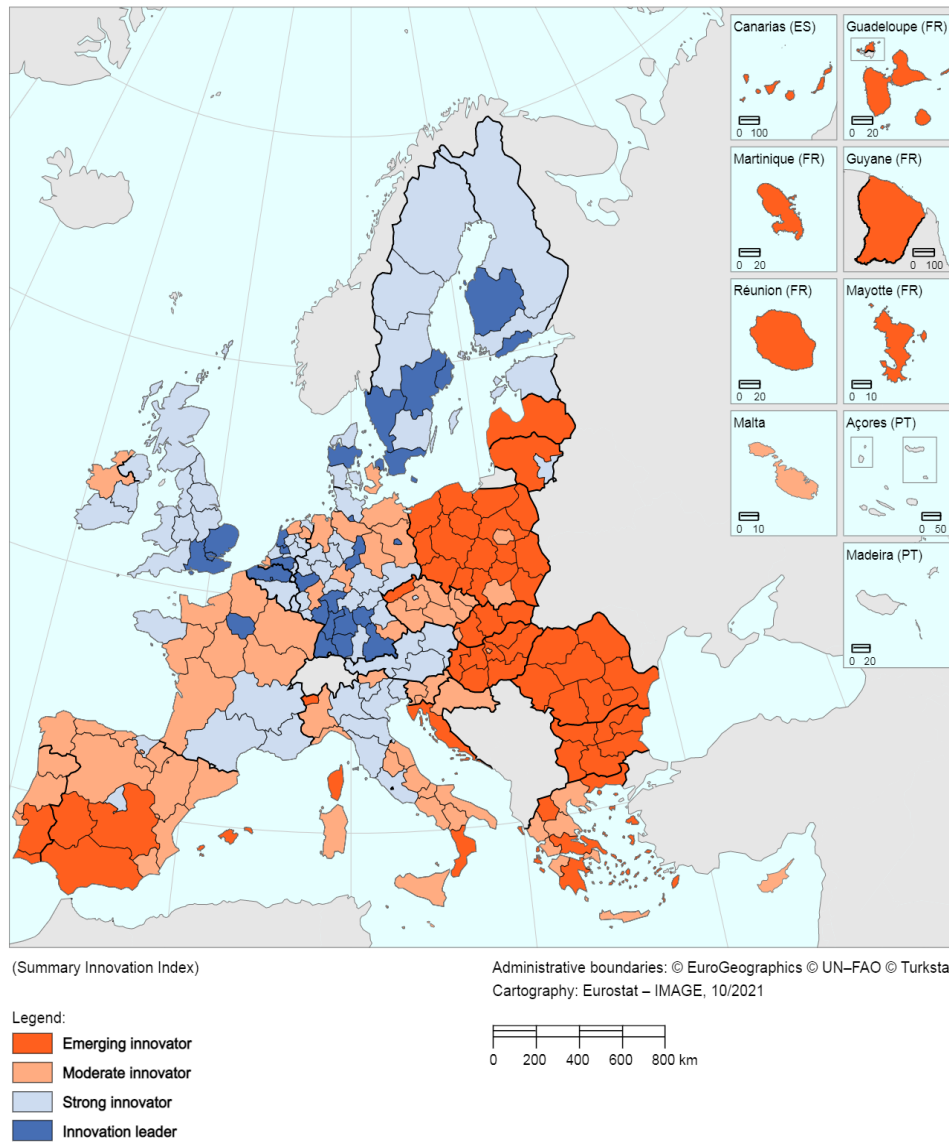 Canarias (ES)
0 100
Guadeloupe (FR)
0 20
Martinique (FR)
0 20
Guyane (FR)
0 100
Réunion (FR)
0 20
Mayotte (FR)
0 10
Malta
0 10
Açores (PT)
0 50
Madeira (PT)
0 20
(Summary Innovation Index)
Administrative boundaries: © EuroGeographics © UN–FAO © Turksta
Cartography: Eurostat – IMAGE, 10/2021
Legend:
Emerging innovator
Moderate innovator
Strong innovator
Innovation leader
0 200 400 600 800 km